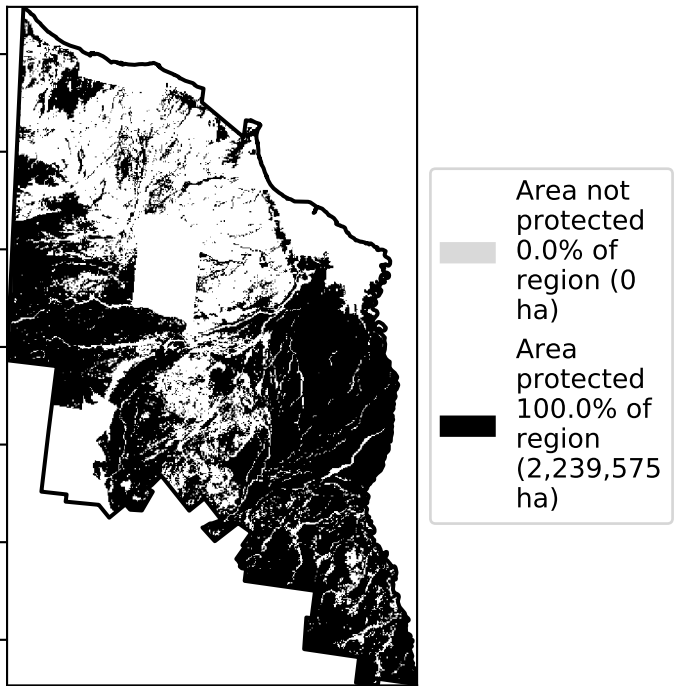 Area not
protected
0.0% of
region (0
ha)
Area
protected
100.0% of
region
(2,239,575
ha)